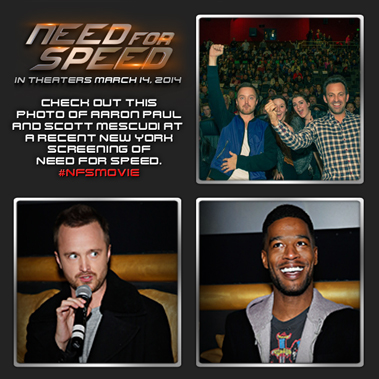 NEED FOR
SPEED
IN THEATERS MARCH 14, 2014
CHECK OUT THIS
PHOTO OF AARON PAUL
AND SCOTT MESCUDI AT
A RECENT NEW YORK
SCREENING OF
NEED FOR SPEED.
#NFSMOVIE